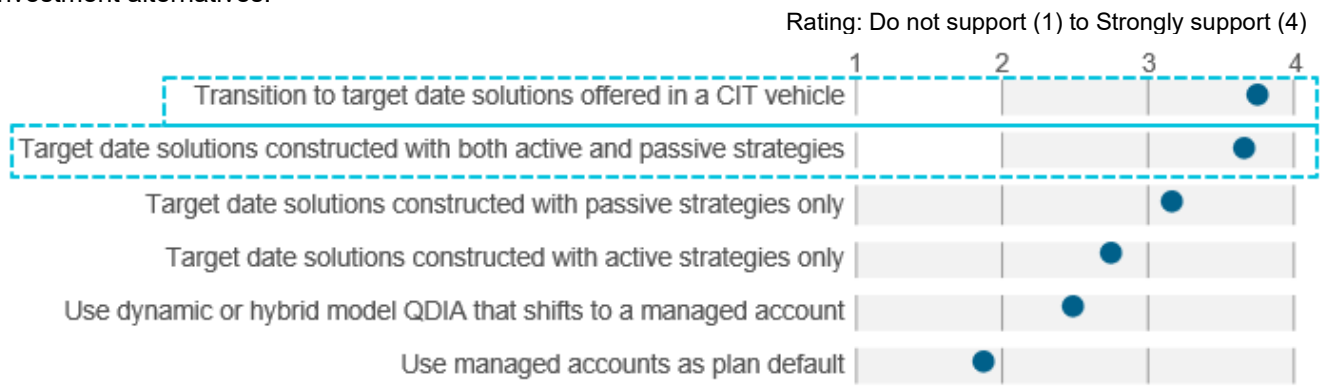 investment alternatives.
Rating: Do not support (1) to Strongly support (4)
1 2 3 4
Transition to target date solutions offered in a CIT vehicle
Target date solutions constructed with both active and passive strategies
Target date solutions constructed with passive strategies only
Target date solutions constructed with active strategies only
Use dynamic or hybrid model QDIA that shifts to a managed account
Use managed accounts as plan default